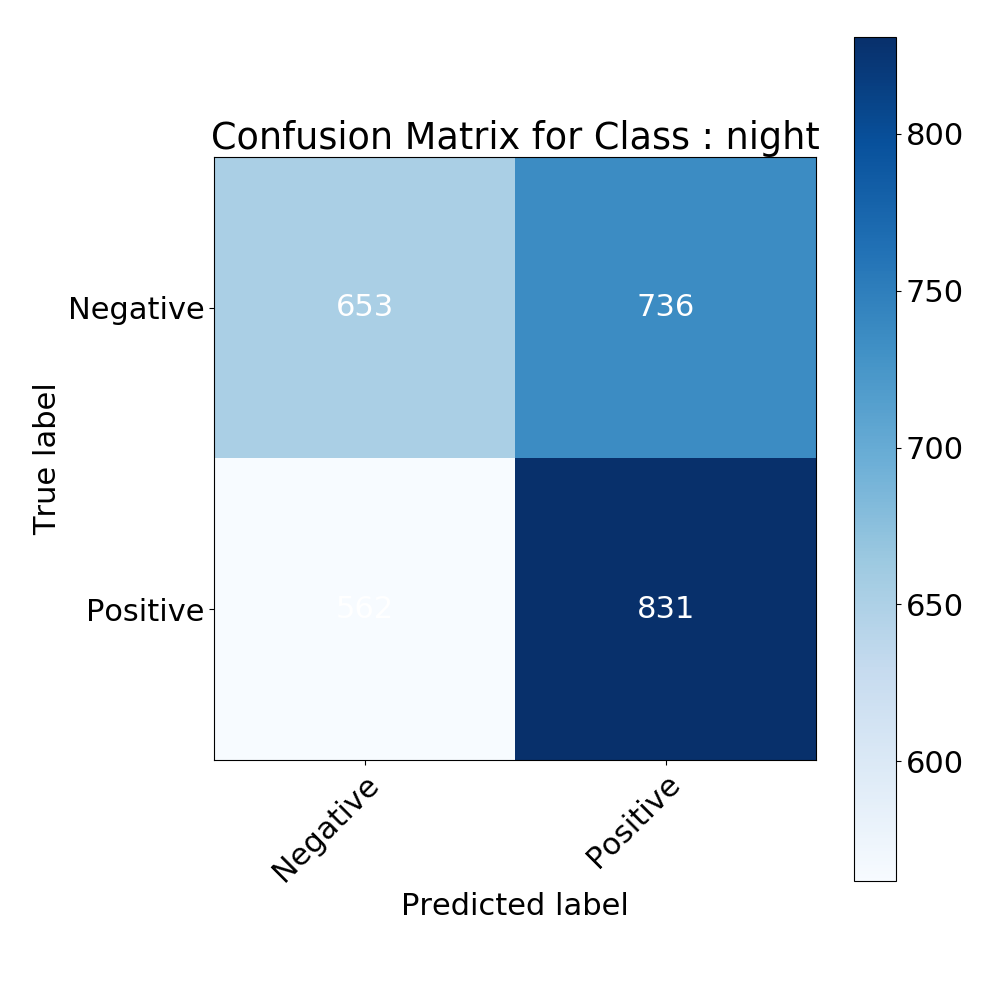 Confusion Matrix for Class : night
800
750
700
650
600
True label
Negative
653
736
Positive
562
831
Negative
Positive
Predicted label